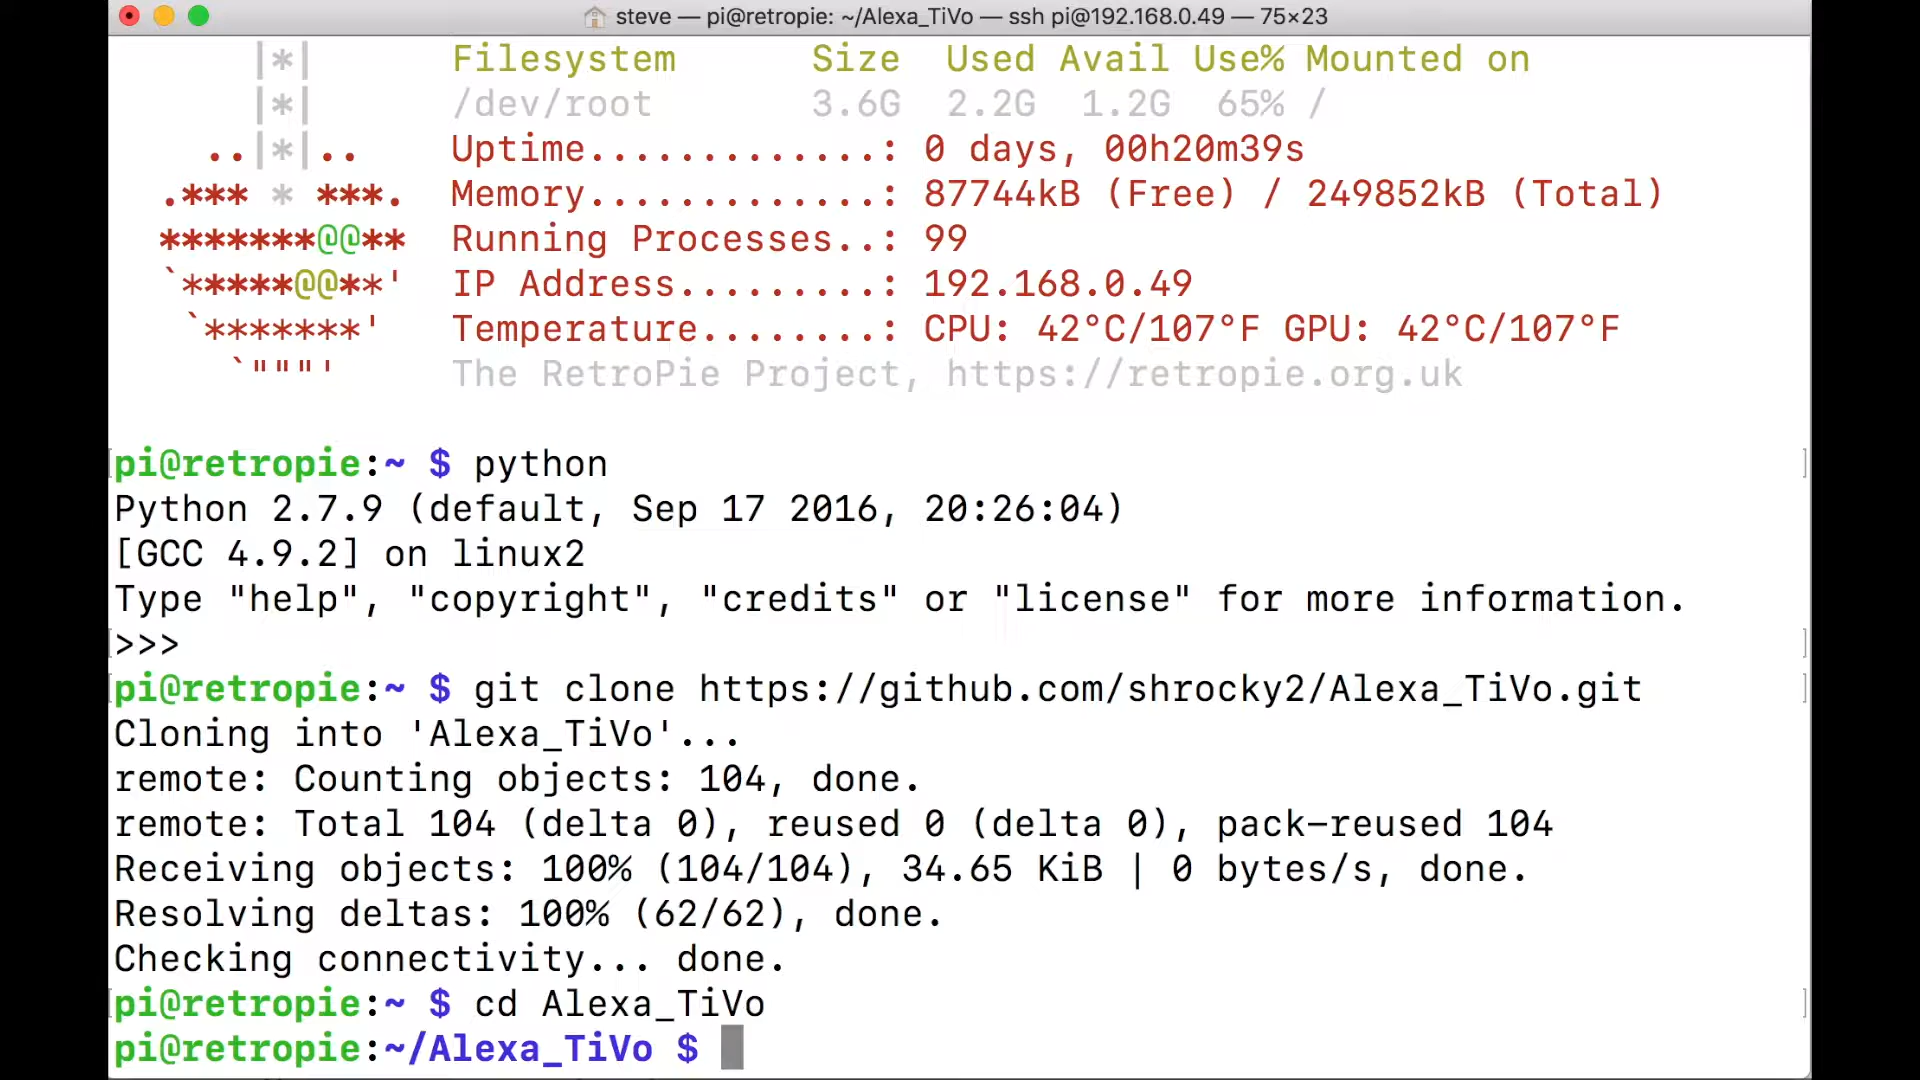 steve — pi@retropie: ~/Alexa_TiVo — ssh pi@192.168.0.49 — 75×23
|*| Filesystem Size Used Avail Use% Mounted on
|*| /dev/root 3.6G 2.2G 1.2G 65% /
..|*|.. Uptime.............: 0 days, 00h20m39s
.*** * ***. Memory.............: 87744kB (Free) / 249852kB (Total)
*******@@** Running Processes..: 99
`*****@@**' IP Address.........: 192.168.0.49
`*******' Temperature........: CPU: 42°C/107°F GPU: 42°C/107°F
`"""' The RetroPie Project, https://retropie.org.uk
pi@retropie:~ $ python
Python 2.7.9 (default, Sep 17 2016, 20:26:04)
[GCC 4.9.2] on linux2
Type "help", "copyright", "credits" or "license" for more information.
>>>
pi@retropie:~ $ git clone https://github.com/shrocky2/Alexa_TiVo.git
Cloning into 'Alexa_TiVo'...
remote: Counting objects: 104, done.
remote: Total 104 (delta 0), reused 0 (delta 0), pack-reused 104
Receiving objects: 100% (104/104), 34.65 KiB | 0 bytes/s, done.
Resolving deltas: 100% (62/62), done.
Checking connectivity... done.
pi@retropie:~ $ cd Alexa_TiVo
pi@retropie:~/Alexa_TiVo $